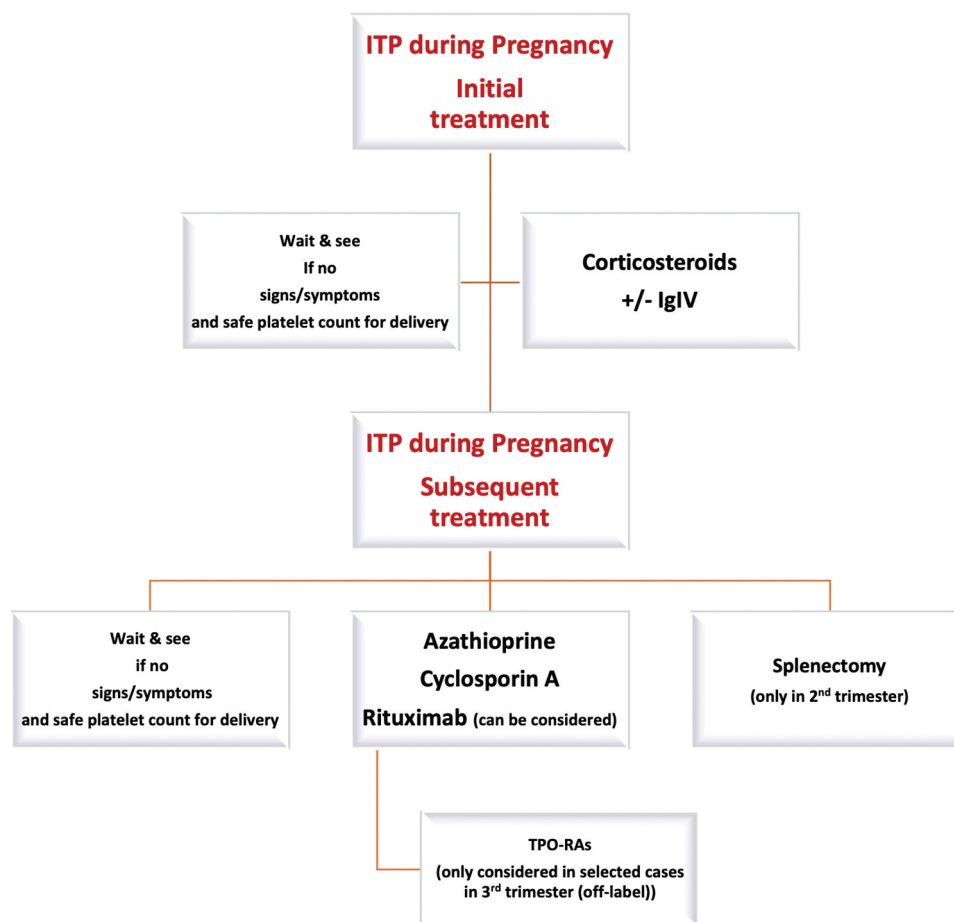 ITP during Pregnancy
Initial
treatment
Wait & see
If no
signs/symptoms
and safe platelet count for delivery
Corticosteroids
+/- IgIV
ITP during Pregnancy
Subsequent
treatment
Wait & see
if no
signs/symptoms
and safe platelet count for delivery
Azathioprine
Cyclosporin A
Rituximab (can be considered)
Splenectomy
(only in 2nd trimester)
TPO-RAs
(only considered in selected cases
in 3rd trimester (off-label))